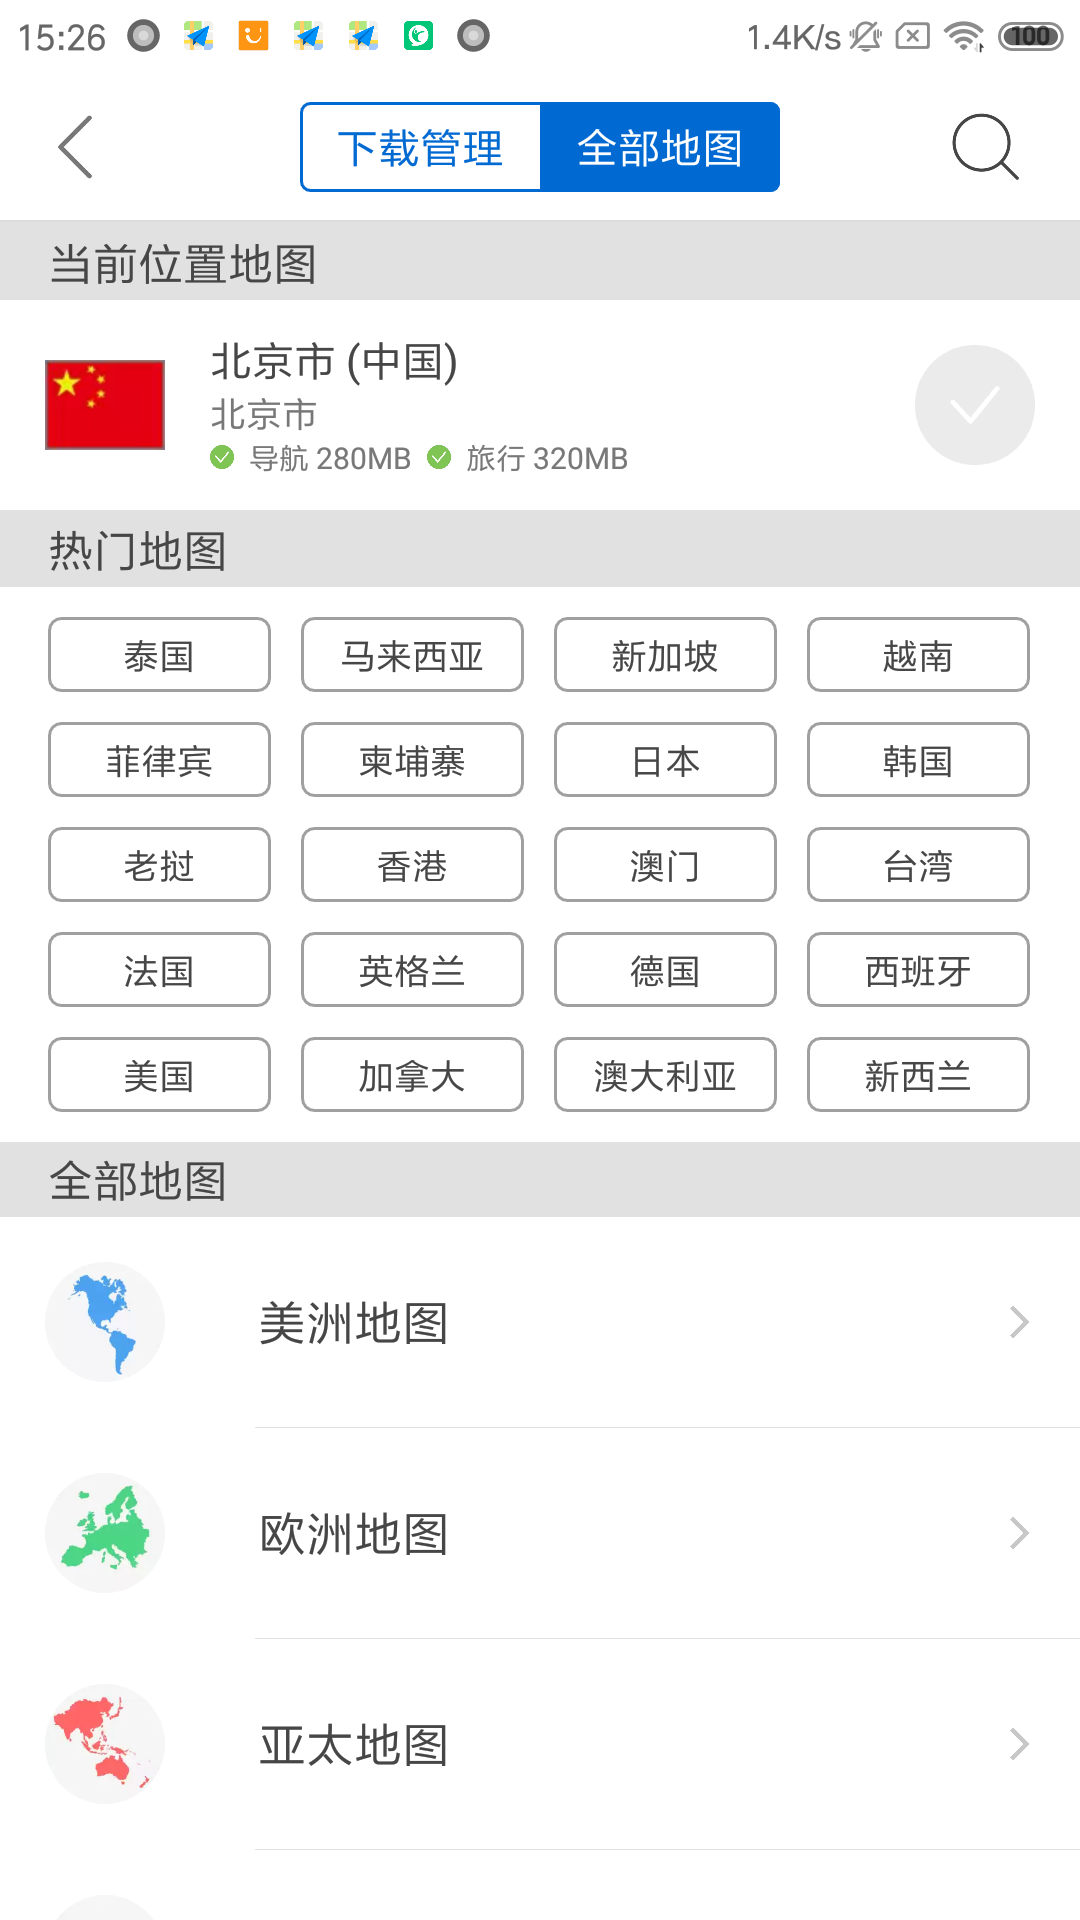 15:26 1.4K/s 100
下载管理 全部地图
当前位置地图
北京市 (中国)
北京市
导航 280MB 旅行 320MB
热门地图
泰国 马来西亚 新加坡 越南
菲律宾 柬埔寨 日本 韩国
老挝 香港 澳门 台湾
法国 英格兰 德国 西班牙
美国 加拿大 澳大利亚 新西兰
全部地图
美洲地图
欧洲地图
亚太地图